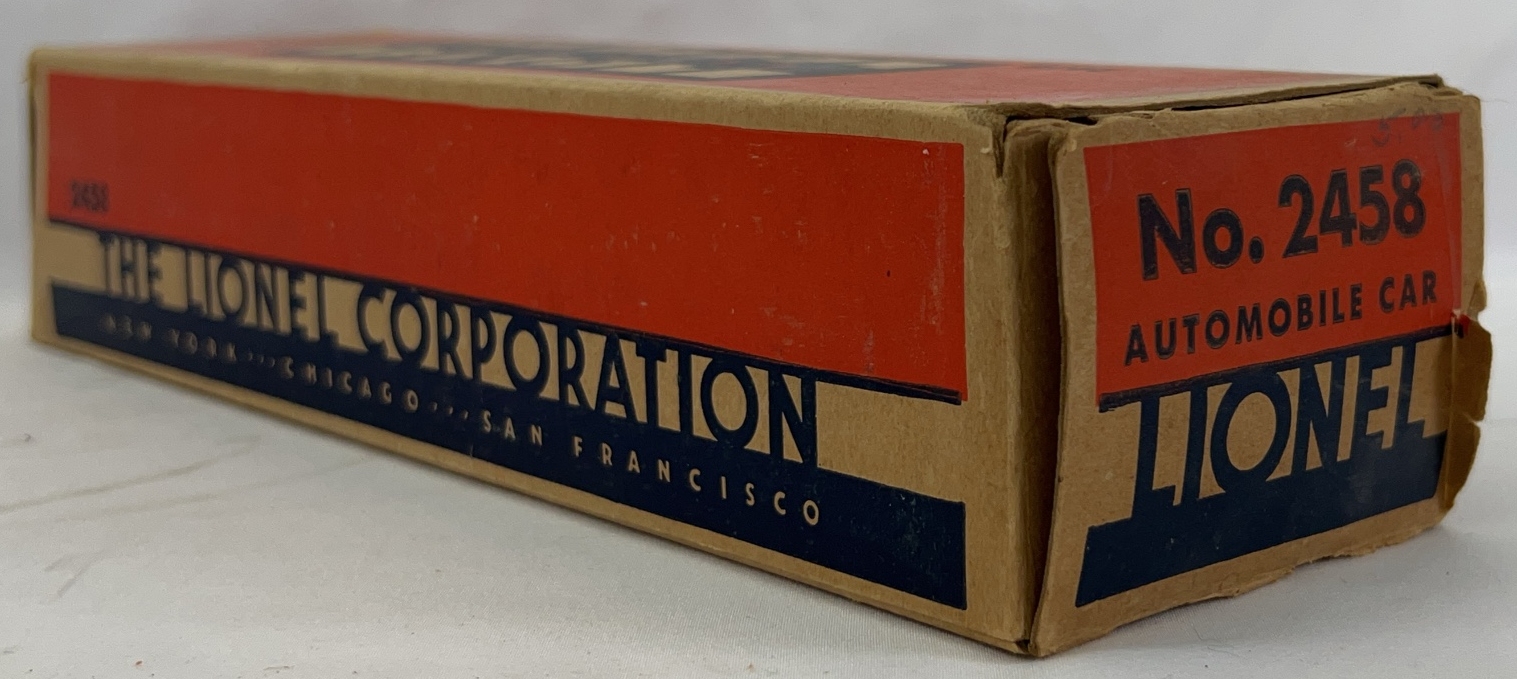 2458
THE LIONEL CORPORATION
NEW YORK···CHICAGO···SAN FRANCISCO
No. 2458
AUTOMOBILE CAR
LIONEL